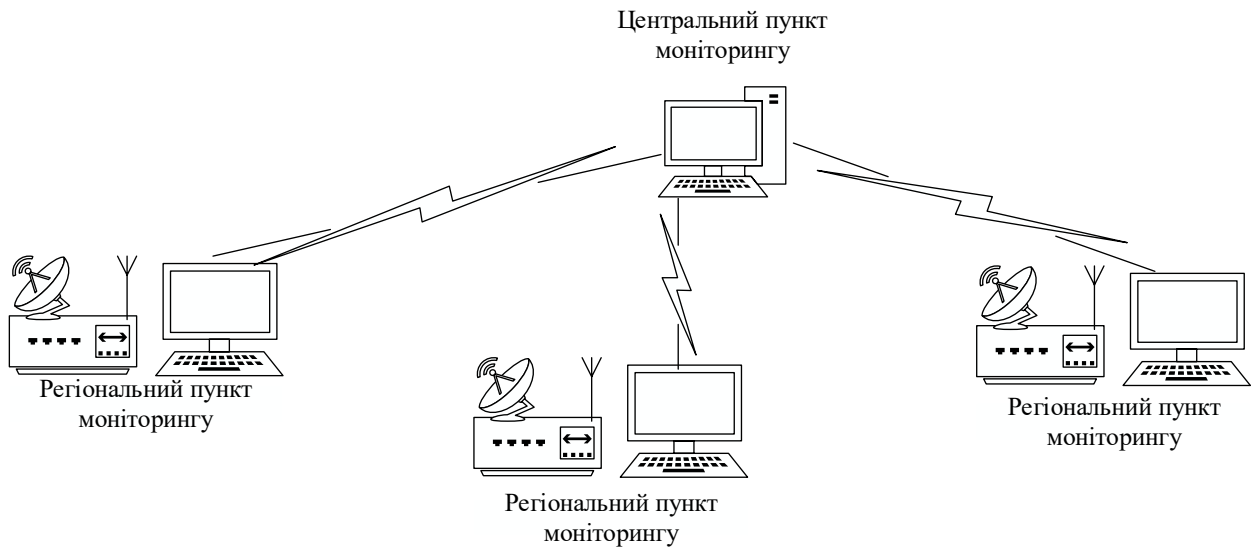 Центральний пункт
моніторингу
Регіональний пункт
моніторингу
Регіональний пункт
моніторингу
Регіональний пункт
моніторингу